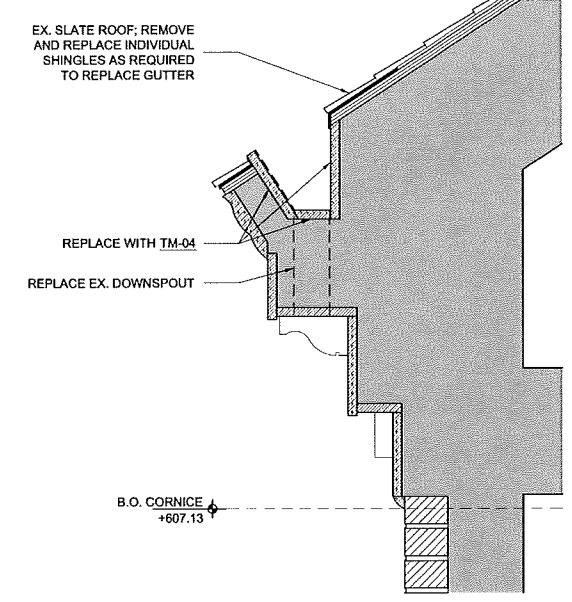 EX. SLATE ROOF; REMOVE
AND REPLACE INDIVIDUAL
SHINGLES AS REQUIRED
TO REPLACE GUTTER
REPLACE WITH TM-04
REPLACE EX. DOWNSPOUT
B.O. CORNICE
+607.13